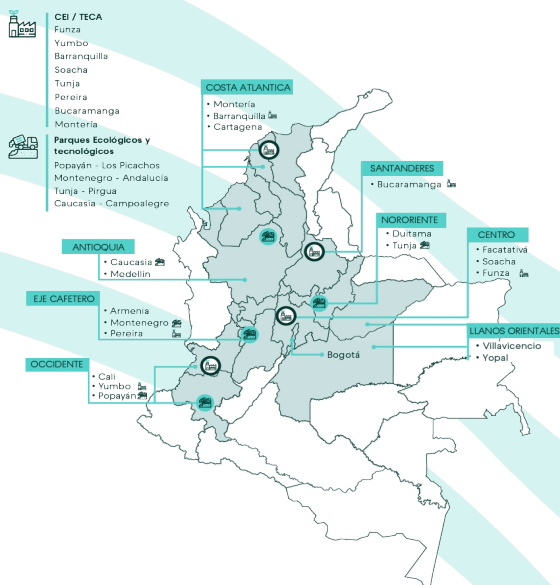 CEI / TECA
Funza
Yumbo
Barranquilla
Soacha
Tunja
Pereira
Bucaramanga
Montería
Parques Ecológicos y
tecnológicos
Popayán - Los Picachos
Montenegro - Andalucía
Tunja - Pirgua
Caucasia - Campoalegre
COSTA ATLANTICA
• Montería
• Barranquilla
• Cartagena
SANTANDERES
• Bucaramanga
NORORIENTE
• Duitama
• Tunja
CENTRO
• Facatativá
• Soacha
• Funza
ANTIOQUIA
• Caucasia
• Medellín
EJE CAFETERO
• Armenia
• Montenegro
• Pereira
LLANOS ORIENTALES
• Villavicencio
• Yopal
Bogotá
OCCIDENTE
• Cali
• Yumbo
• Popayán